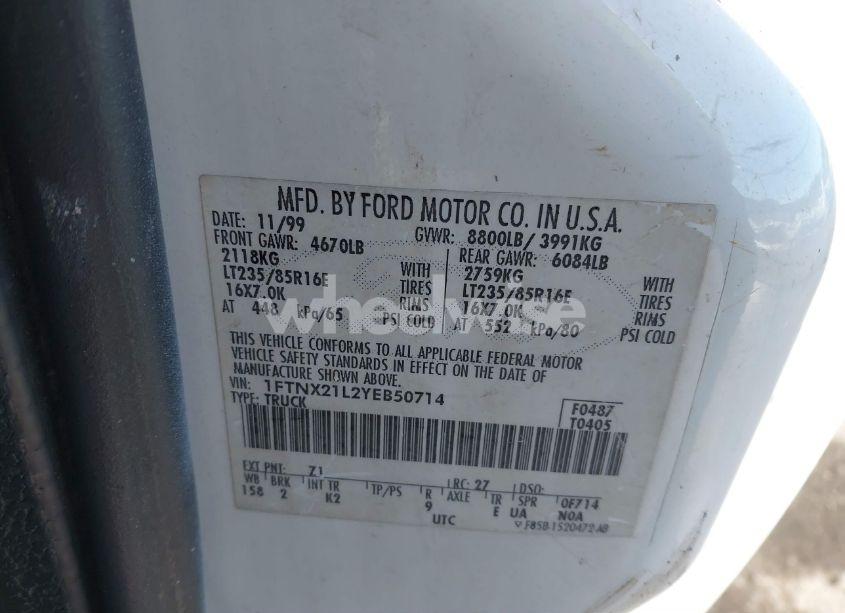 MFD. BY FORD MOTOR CO. IN U.S.A.
DATE: 11/99 GVWR: 8800LB/ 3991KG
FRONT GAWR: 4670LB REAR GAWR: 6084LB
2118KG WITH 2759KG WITH
LT235/85R16E TIRES LT235/85R16E TIRES
16X7.0K RIMS 16X7.0K RIMS
AT 448 kPa/65 PSI COLD AT 552 kPa/80 PSI COLD
wheelwise
THIS VEHICLE CONFORMS TO ALL APPLICABLE FEDERAL MOTOR
VEHICLE SAFETY STANDARDS IN EFFECT ON THE DATE OF
MANUFACTURE SHOWN ABOVE.
VIN: 1FTNX21L2YEB50714
TYPE: TRUCK
F0487
T0405
EXT PNT: Z1 RC: 27 DSO:
WB BRK INT TR TP/PS R AXLE TR SPR 0F714
158 2 K2 9 E UA N0A
UTC F85B-1520472-AB